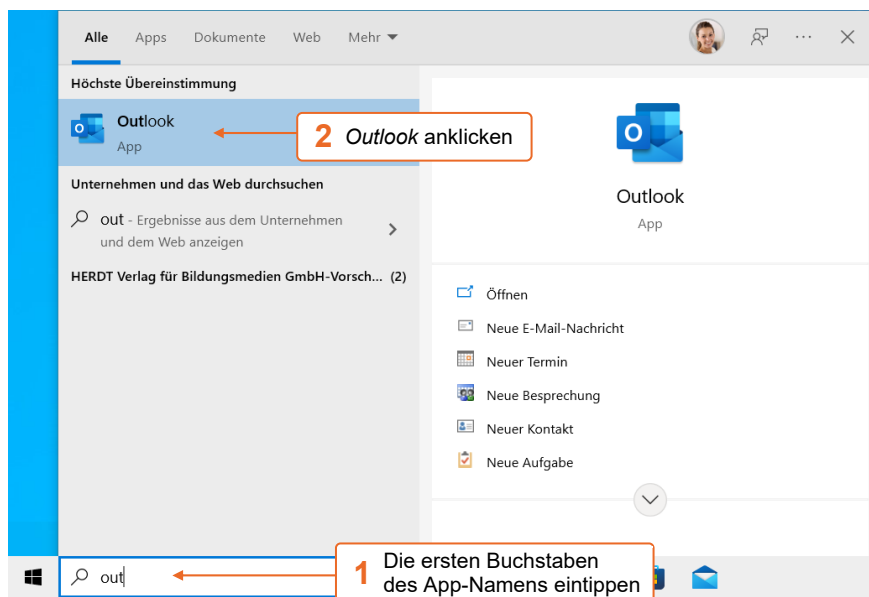 Alle Apps Dokumente Web Mehr
Höchste Übereinstimmung
Outlook
App
2 Outlook anklicken
Unternehmen und das Web durchsuchen
out - Ergebnisse aus dem Unternehmen
und dem Web anzeigen
HERDT Verlag für Bildungsmedien GmbH-Vorsch... (2)
Outlook
App
Öffnen
Neue E-Mail-Nachricht
Neuer Termin
Neue Besprechung
Neuer Kontakt
Neue Aufgabe
out
1 Die ersten Buchstaben
des App-Namens eintippen